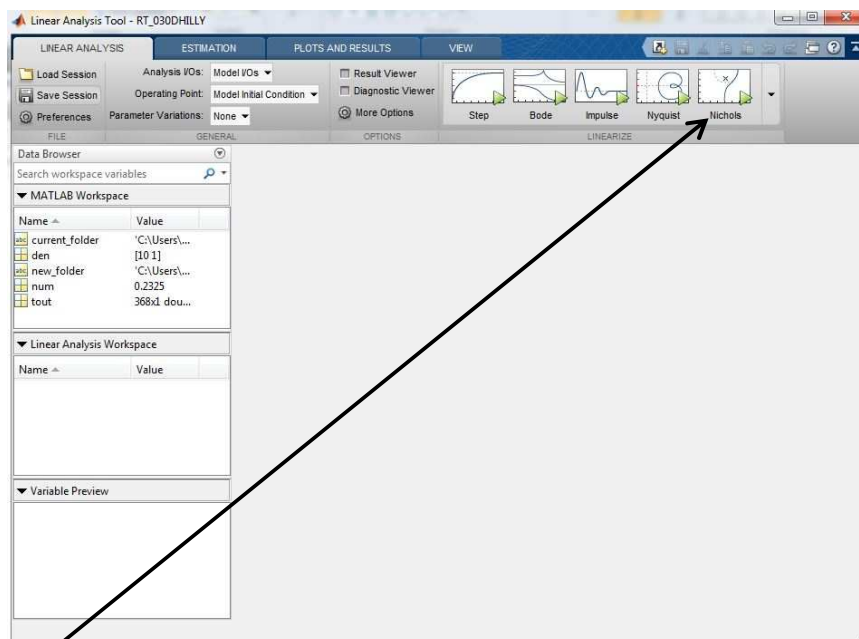 Linear Analysis Tool - RT_030DHILLY
LINEAR ANALYSIS ESTIMATION PLOTS AND RESULTS VIEW
Load Session Analysis I/Os: Model I/Os Result Viewer
Save Session Operating Point: Model Initial Condition Diagnostic Viewer
Preferences Parameter Variations: None More Options
Step Bode Impulse Nyquist Nichols
FILE GENERAL OPTIONS LINEARIZE
Data Browser
Search workspace variables
MATLAB Workspace
Name Value
current_folder 'C:\Users\...
den [10 1]
new_folder 'C:\Users\...
num 0.2325
tout 368x1 dou...
Linear Analysis Workspace
Name Value
Variable Preview